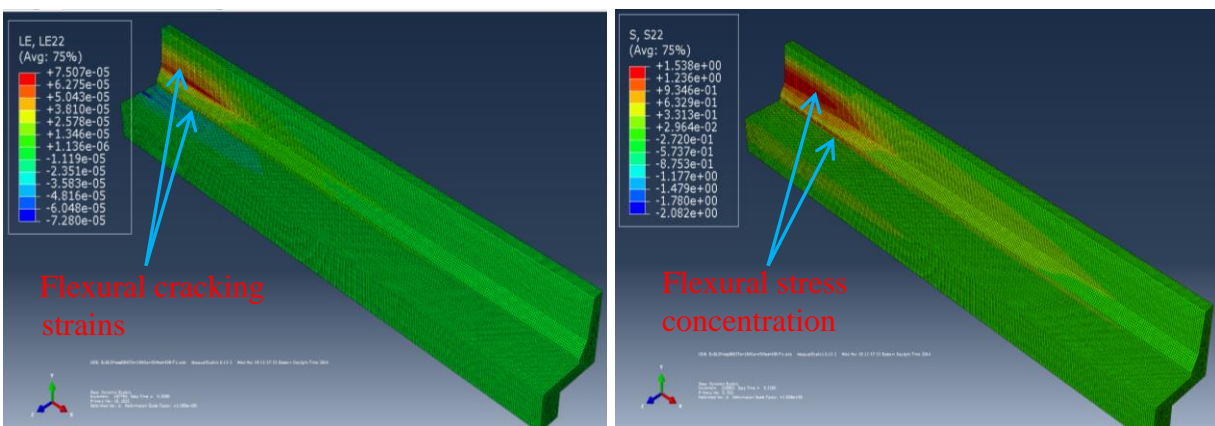 LE, LE22
(Avg: 75%)
+7.507e-05
+6.275e-05
+5.043e-05
+3.810e-05
+2.578e-05
+1.346e-05
+1.136e-06
-1.119e-05
-2.351e-05
-3.583e-05
-4.816e-05
-6.048e-05
-7.280e-05
Flexural cracking
strains
Y
Z
X
S, S22
(Avg: 75%)
+1.538e+00
+1.236e+00
+9.346e-01
+6.329e-01
+3.313e-01
+2.964e-02
-2.720e-01
-5.737e-01
-8.753e-01
-1.177e+00
-1.479e+00
-1.780e+00
-2.082e+00
Flexural stress
concentration
Y
Z
X